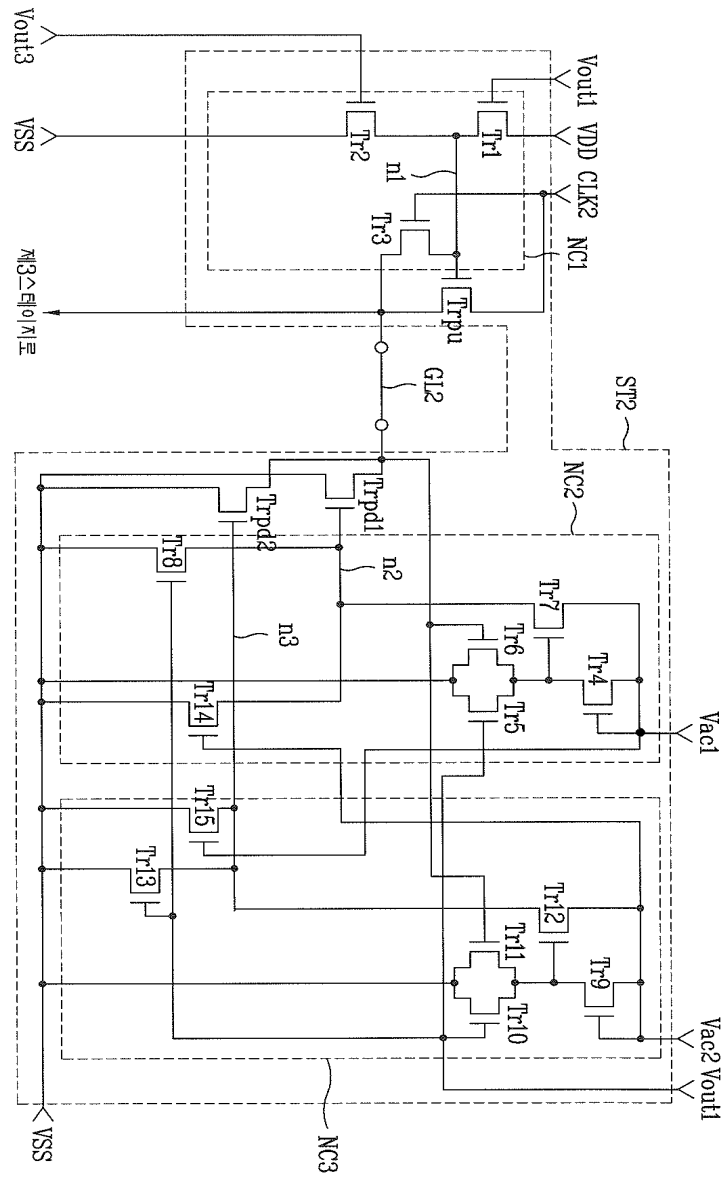 Vout1
VDD
CLK2
NC1
Tr1
Vout3
VSS
Tr2
n1
Tr3
Trpu
제3스테이지로
GL2
ST2
NC2
Vac1
Tr4
Tr7
Tr6
Tr5
Trpd1
Trpd2
n2
n3
Tr8
Tr14
Vac2
Vout1
Tr9
Tr12
Tr11
Tr10
Tr15
Tr13
NC3
VSS